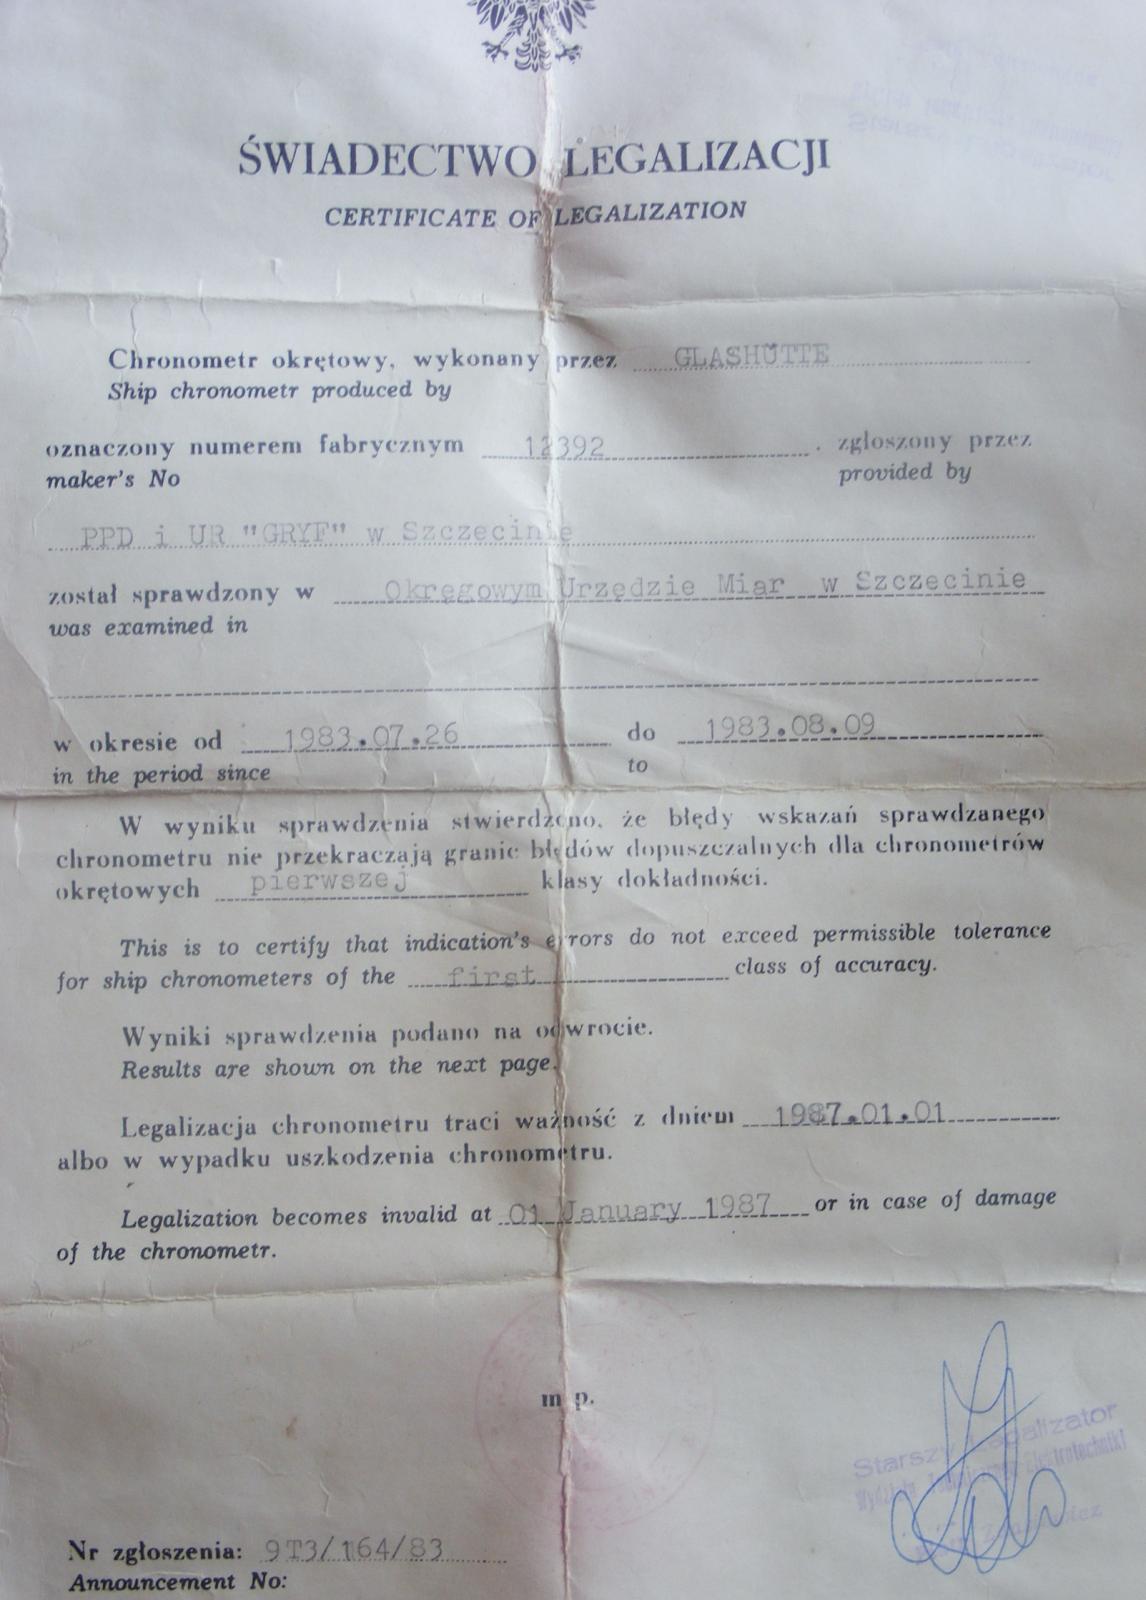 ŚWIADECTWO LEGALIZACJI
CERTIFICATE OF LEGALIZATION
Chronometr okrętowy, wykonany przez GLASHÜTTE
Ship chronometr produced by
oznaczony numerem fabrycznym 12392 . zgłoszony przez
maker's No provided by
PPD i UR "GRYF" w Szczecinie
został sprawdzony w Okręgowym Urzędzie Miar w Szczecinie
was examined in
w okresie od 1983.07.26 do 1983.08.09
in the period since to
W wyniku sprawdzenia stwierdzono, że błędy wskazań sprawdzanego
chronometru nie przekraczają granic błędów dopuszczalnych dla chronometrów
okrętowych pierwszej klasy dokładności.
This is to certify that indication's errors do not exceed permissible tolerance
for ship chronometers of the first class of accuracy.
Wyniki sprawdzenia podano na odwrocie.
Results are shown on the next page.
Legalizacja chronometru traci ważność z dniem 1987.01.01
albo w wypadku uszkodzenia chronometru.
Legalization becomes invalid at 01 January 1987 or in case of damage
of the chronometr.
m p.
Starszy Legalizator
Elektrotechniki
Nr zgłoszenia: 9T3/164/83
Announcement No: